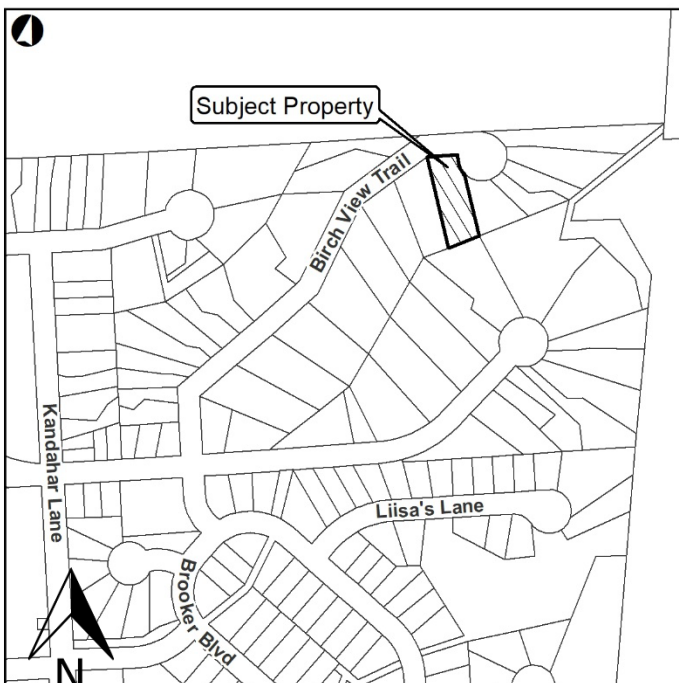 Subject Property
Birch View Trail
Kandahar Lane
Liisa's Lane
Brooker Blvd
N